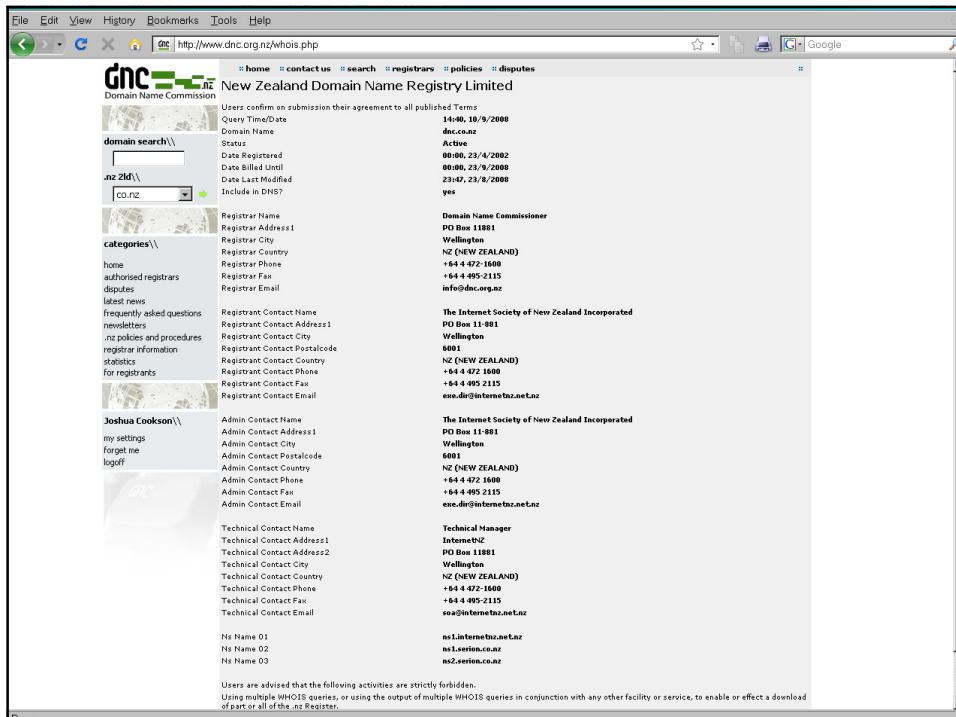 File Edit View History Bookmarks Tools Help
dnc http://www.dnc.org.nz/whois.php
G Google
dnc .nz
Domain Name Commission
home contact us search registrars policies disputes
New Zealand Domain Name Registry Limited
domain search\\
.nz 2ld\\
co.nz
categories\\
home
authorised registrars
disputes
latest news
frequently asked questions
newsletters
.nz policies and procedures
registrar information
statistics
for registrants
Joshua Cookson\\
my settings
forget me
logoff
Users confirm on submission their agreement to all published Terms
Query Time/Date 14:40, 10/9/2008
Domain Name dnc.co.nz
Status Active
Date Registered 00:00, 23/4/2002
Date Billed Until 00:00, 23/9/2008
Date Last Modified 23:47, 23/8/2008
Include in DNS? yes
Registrar Name Domain Name Commissioner
Registrar Address1 PO Box 11881
Registrar City Wellington
Registrar Country NZ (NEW ZEALAND)
Registrar Phone +64 4 472-1600
Registrar Fax +64 4 495-2115
Registrar Email info@dnc.org.nz
Registrant Contact Name The Internet Society of New Zealand Incorporated
Registrant Contact Address1 PO Box 11-881
Registrant Contact City Wellington
Registrant Contact Postalcode 6001
Registrant Contact Country NZ (NEW ZEALAND)
Registrant Contact Phone +64 4 472 1600
Registrant Contact Fax +64 4 495 2115
Registrant Contact Email exe.dir@internetnz.net.nz
Admin Contact Name The Internet Society of New Zealand Incorporated
Admin Contact Address1 PO Box 11-881
Admin Contact City Wellington
Admin Contact Postalcode 6001
Admin Contact Country NZ (NEW ZEALAND)
Admin Contact Phone +64 4 472 1600
Admin Contact Fax +64 4 495 2115
Admin Contact Email exe.dir@internetnz.net.nz
Technical Contact Name Technical Manager
Technical Contact Address1 InternetNZ
Technical Contact Address2 PO Box 11881
Technical Contact City Wellington
Technical Contact Country NZ (NEW ZEALAND)
Technical Contact Phone +64 4 472-1600
Technical Contact Fax +64 4 495-2115
Technical Contact Email soa@internetnz.net.nz
Ns Name 01 ns1.internetnz.net.nz
Ns Name 02 ns1.serion.co.nz
Ns Name 03 ns2.serion.co.nz
Users are advised that the following activities are strictly forbidden.
Using multiple WHOIS queries, or using the output of multiple WHOIS queries in conjunction with any other facility or service, to enable or effect a download
of part or all of the .nz Register.